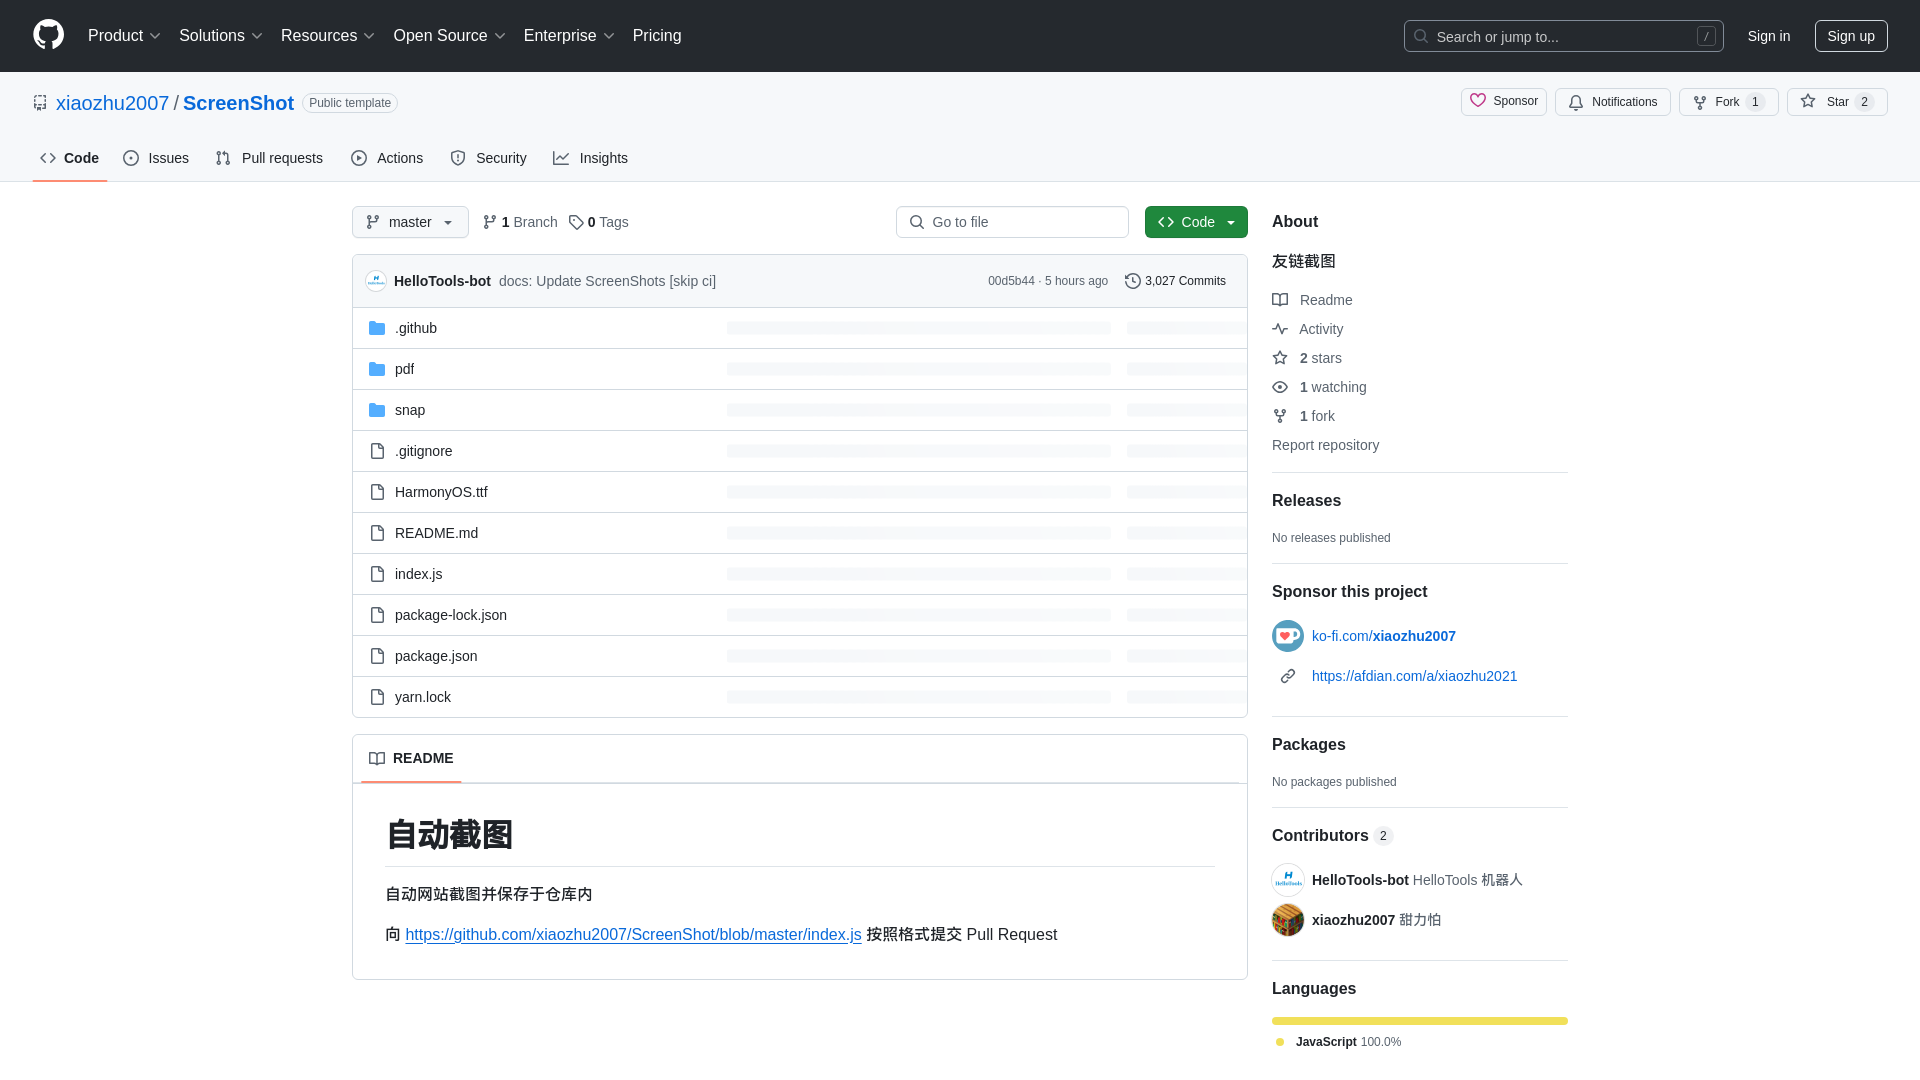 Product
Solutions
Resources
Open Source
Enterprise
Pricing
Search or jump to...
/
Sign in
Sign up
xiaozhu2007 / ScreenShot
Public template
Sponsor
Notifications
Fork 1
Star 2
Code
Issues
Pull requests
Actions
Security
Insights
master
1 Branch
0 Tags
Go to file
Code
HelloTools-bot docs: Update ScreenShots [skip ci]
00d5b44 · 5 hours ago
3,027 Commits
.github
pdf
snap
.gitignore
HarmonyOS.ttf
README.md
index.js
package-lock.json
package.json
yarn.lock
README
自动截图
自动网站截图并保存于仓库内
向 https://github.com/xiaozhu2007/ScreenShot/blob/master/index.js 按照格式提交 Pull Request
About
友链截图
Readme
Activity
2 stars
1 watching
1 fork
Report repository
Releases
No releases published
Sponsor this project
ko-fi.com/xiaozhu2007
https://afdian.com/a/xiaozhu2021
Packages
No packages published
Contributors 2
HelloTools-bot HelloTools 机器人
xiaozhu2007 甜力怕
Languages
JavaScript 100.0%